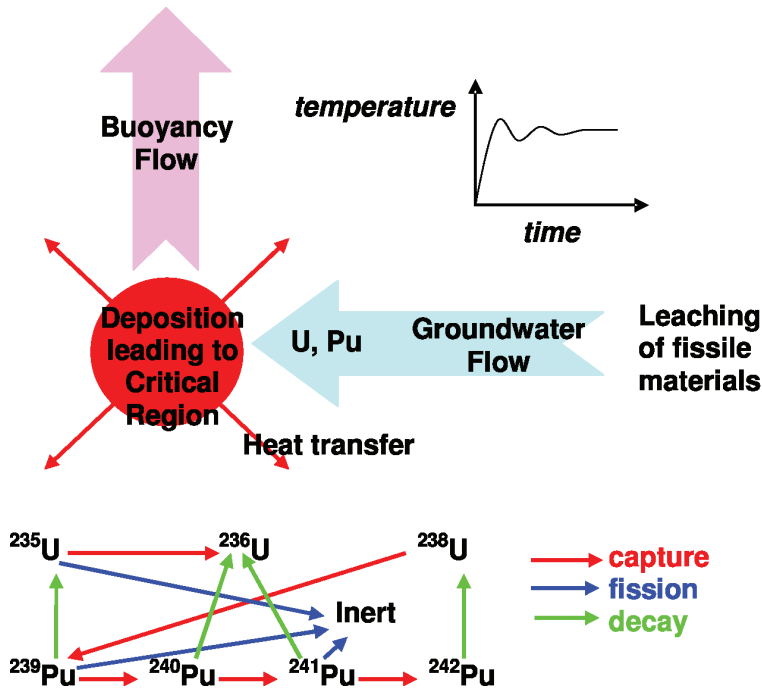 Buoyancy
Flow
temperature
time
Deposition
leading to
Critical
Region
U, Pu
Groundwater
Flow
Leaching
of fissile
materials
Heat transfer
²³⁵U
²³⁶U
²³⁸U
capture
fission
decay
Inert
²³⁹Pu
²⁴⁰Pu
²⁴¹Pu
²⁴²Pu